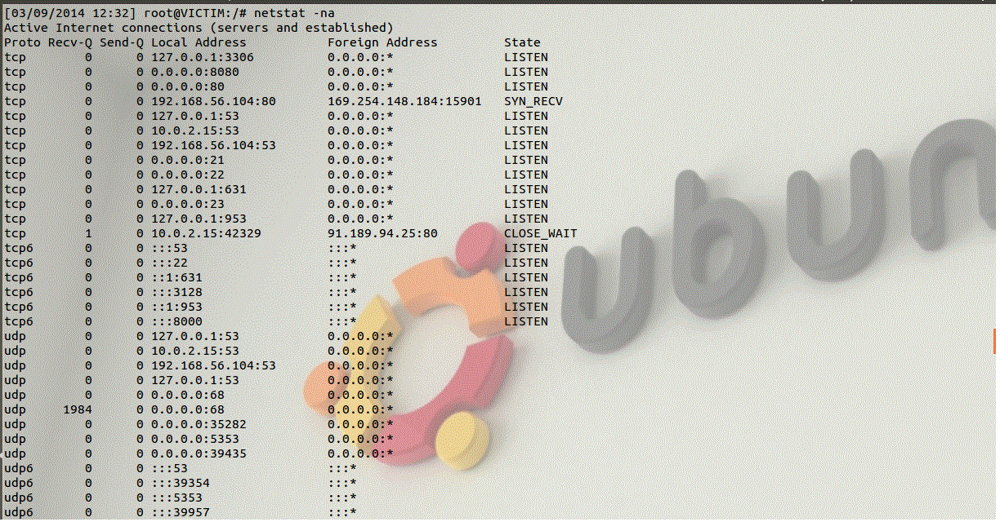 [03/09/2014 12:32] root@VICTIM:/# netstat -na
Active Internet connections (servers and established)
Proto Recv-Q Send-Q Local Address           Foreign Address         State
tcp        0      0 127.0.0.1:3306          0.0.0.0:*               LISTEN
tcp        0      0 0.0.0.0:8080            0.0.0.0:*               LISTEN
tcp        0      0 0.0.0.0:80              0.0.0.0:*               LISTEN
tcp        0      0 192.168.56.104:80       169.254.148.184:15901   SYN_RECV
tcp        0      0 127.0.0.1:53            0.0.0.0:*               LISTEN
tcp        0      0 10.0.2.15:53            0.0.0.0:*               LISTEN
tcp        0      0 192.168.56.104:53       0.0.0.0:*               LISTEN
tcp        0      0 0.0.0.0:21              0.0.0.0:*               LISTEN
tcp        0      0 0.0.0.0:22              0.0.0.0:*               LISTEN
tcp        0      0 127.0.0.1:631           0.0.0.0:*               LISTEN
tcp        0      0 0.0.0.0:23              0.0.0.0:*               LISTEN
tcp        0      0 127.0.0.1:953           0.0.0.0:*               LISTEN
tcp        1      0 10.0.2.15:42329         91.189.94.25:80         CLOSE_WAIT
tcp6       0      0 :::53                   :::*                    LISTEN
tcp6       0      0 :::22                   :::*                    LISTEN
tcp6       0      0 ::1:631                 :::*                    LISTEN
tcp6       0      0 :::3128                 :::*                    LISTEN
tcp6       0      0 ::1:953                 :::*                    LISTEN
tcp6       0      0 :::8000                 :::*                    LISTEN
udp        0      0 127.0.0.1:53            0.0.0.0:*
udp        0      0 10.0.2.15:53            0.0.0.0:*
udp        0      0 192.168.56.104:53       0.0.0.0:*
udp        0      0 127.0.0.1:53            0.0.0.0:*
udp        0      0 0.0.0.0:68              0.0.0.0:*
udp     1984      0 0.0.0.0:68              0.0.0.0:*
udp        0      0 0.0.0.0:35282           0.0.0.0:*
udp        0      0 0.0.0.0:5353            0.0.0.0:*
udp        0      0 0.0.0.0:39435           0.0.0.0:*
udp6       0      0 :::53                   :::*
udp6       0      0 :::39354                :::*
udp6       0      0 :::5353                 :::*
udp6       0      0 :::39957                :::*
ubun